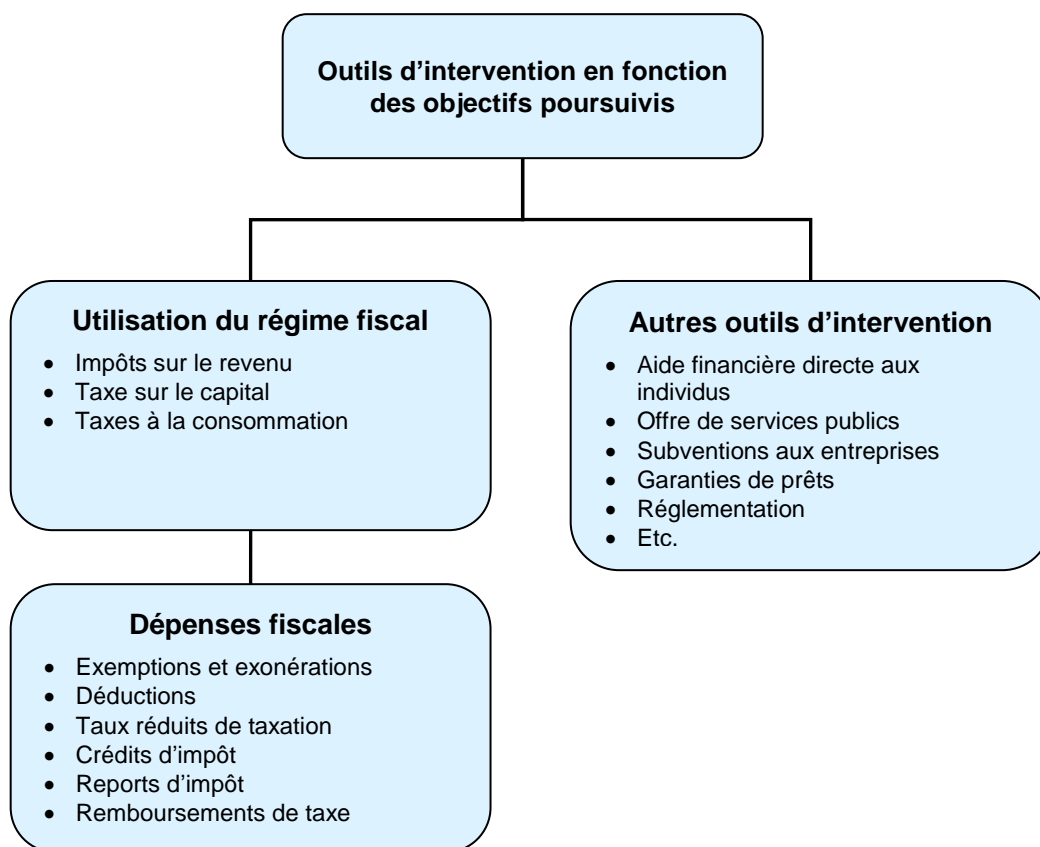 Outils d'intervention en fonction
des objectifs poursuivis
Utilisation du régime fiscal
• Impôts sur le revenu
• Taxe sur le capital
• Taxes à la consommation
Autres outils d'intervention
• Aide financière directe aux
individus
• Offre de services publics
• Subventions aux entreprises
• Garanties de prêts
• Réglementation
• Etc.
Dépenses fiscales
• Exemptions et exonérations
• Déductions
• Taux réduits de taxation
• Crédits d'impôt
• Reports d'impôt
• Remboursements de taxe